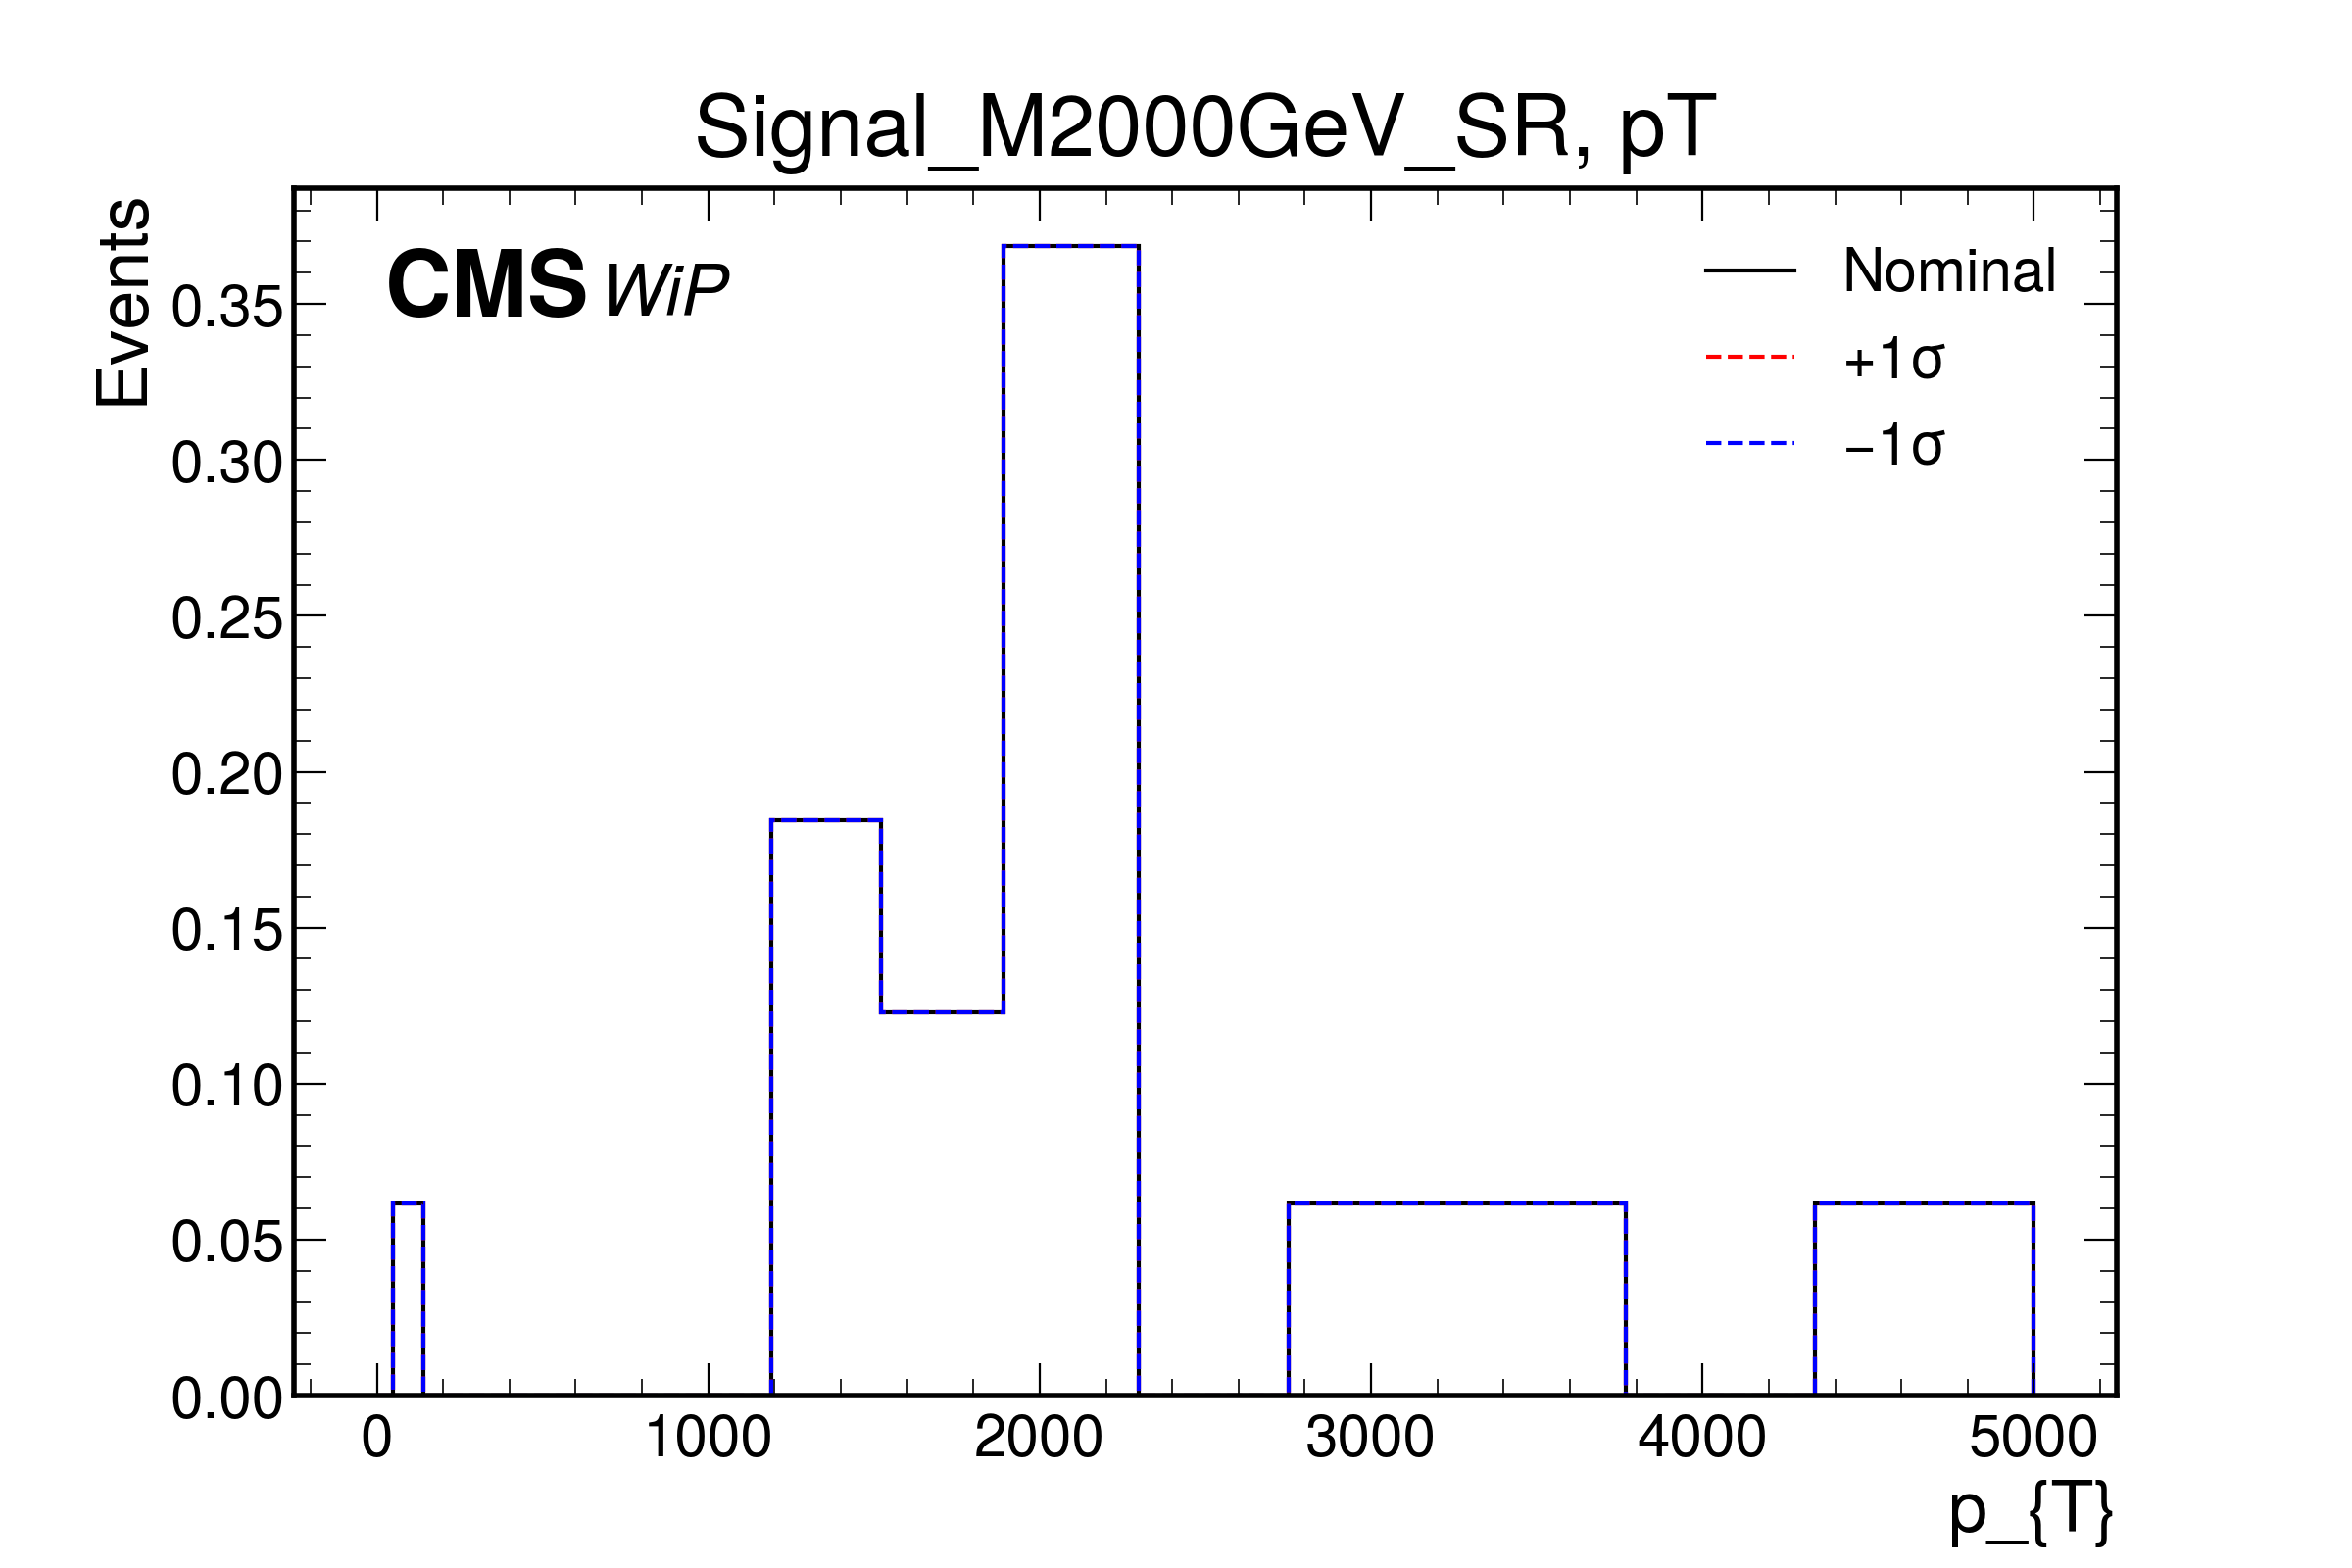 Signal_M2000GeV_SR, pT
Events
CMS WiP
Nominal
+1σ
−1σ
0.35
0.30
0.25
0.20
0.15
0.10
0.05
0.00
0 1000 2000 3000 4000 5000
p_{T}